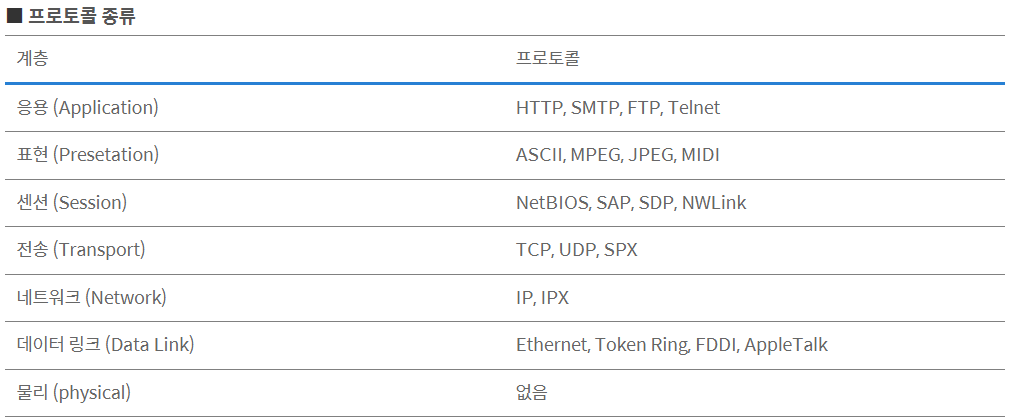 ■ 프로토콜 종류
계층 프로토콜
응용 (Application) HTTP, SMTP, FTP, Telnet
표현 (Presetation) ASCII, MPEG, JPEG, MIDI
센션 (Session) NetBIOS, SAP, SDP, NWLink
전송 (Transport) TCP, UDP, SPX
네트워크 (Network) IP, IPX
데이터 링크 (Data Link) Ethernet, Token Ring, FDDI, AppleTalk
물리 (physical) 없음